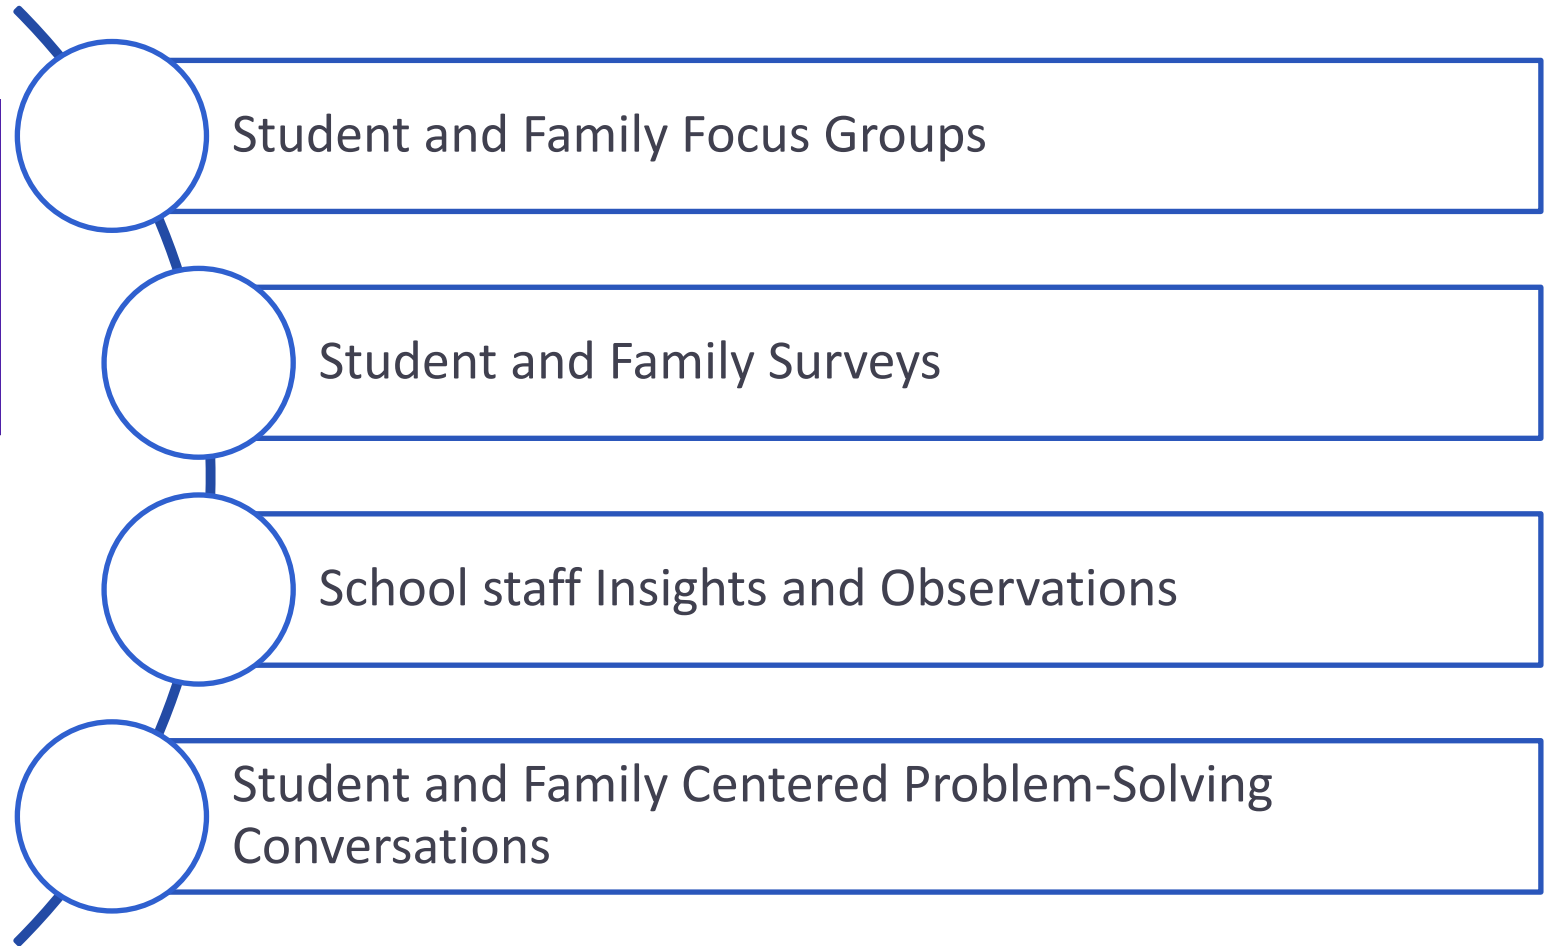 Student and Family Focus Groups
Student and Family Surveys
School staff Insights and Observations
Student and Family Centered Problem-Solving
Conversations